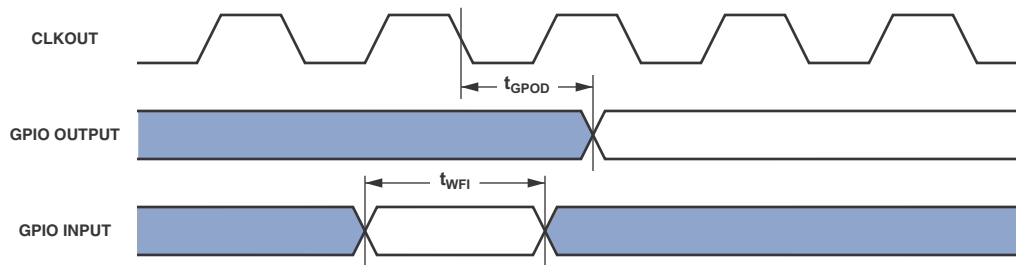 CLKOUT
tGPOD
GPIO OUTPUT
tWFI
GPIO INPUT